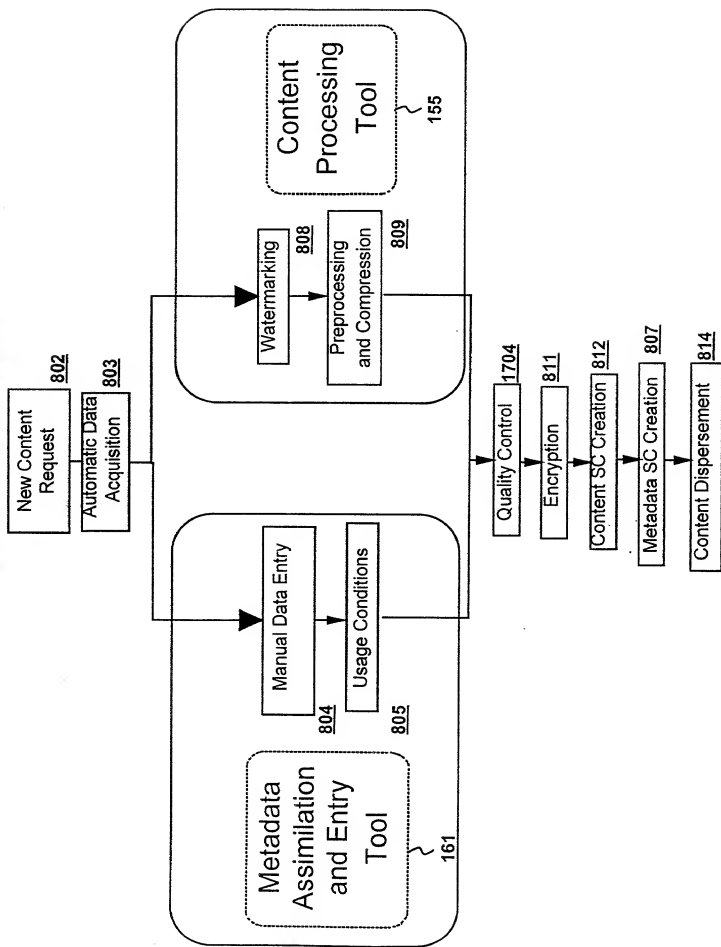 New Content
Request
802
Automatic Data
Acquisition
803
Metadata
Assimilation
and Entry
Tool
161
Manual Data Entry
804
Usage Conditions
805
Watermarking
808
Preprocessing
and Compression
809
Content
Processing
Tool
155
Quality Control
1704
Encryption
811
Content SC Creation
812
Metadata SC Creation
807
Content Dispersement
814